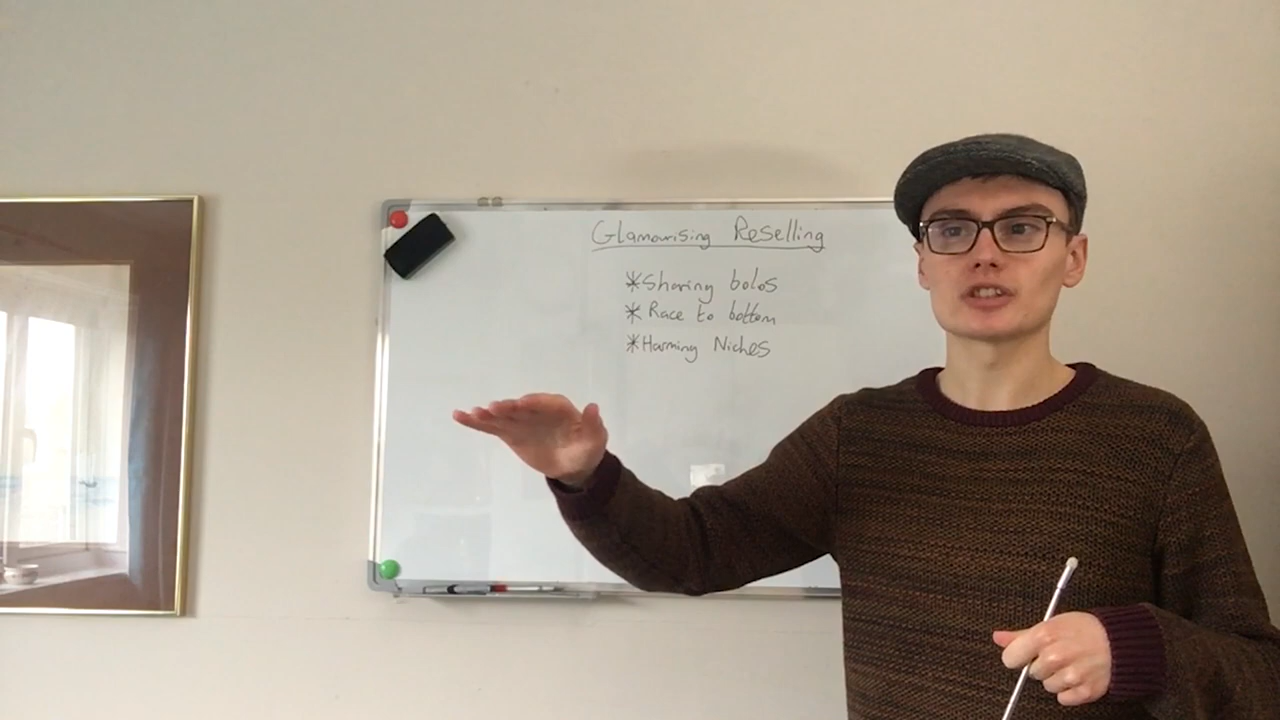 Glamourising Reselling
*Sharing bolos
* Race to bottom
*Harming Niches